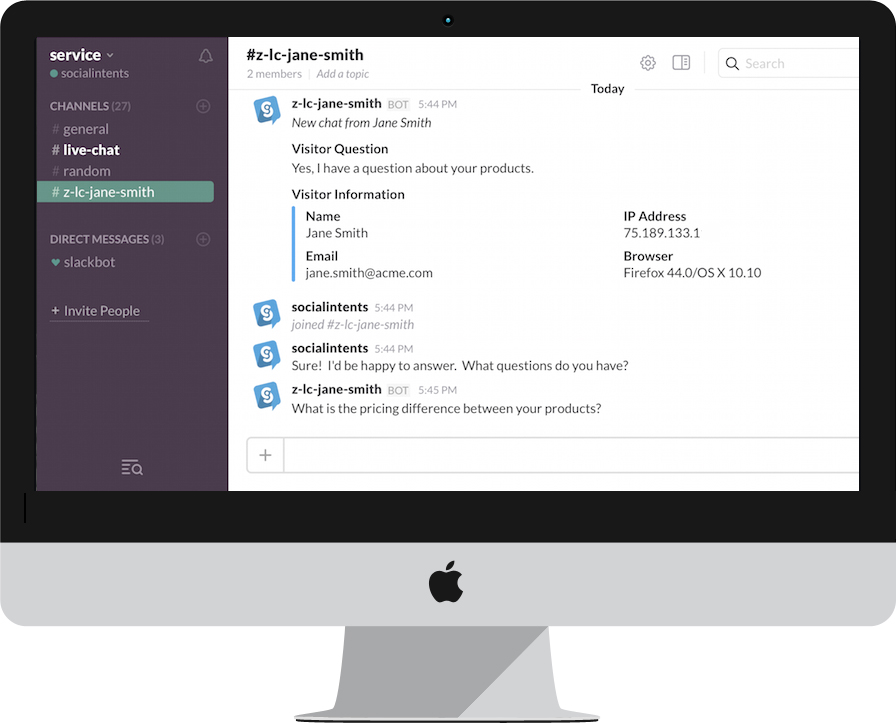 service
socialintents
CHANNELS (27)
# general
# live-chat
# random
# z-lc-jane-smith
DIRECT MESSAGES (3)
slackbot
+ Invite People
#z-lc-jane-smith
2 members | Add a topic
Search
Today
z-lc-jane-smith BOT 5:44 PM
New chat from Jane Smith
Visitor Question
Yes, I have a question about your products.
Visitor Information
Name
Jane Smith
IP Address
75.189.133.1
Email
jane.smith@acme.com
Browser
Firefox 44.0/OS X 10.10
socialintents 5:44 PM
joined #z-lc-jane-smith
socialintents 5:44 PM
Sure!  I'd be happy to answer.  What questions do you have?
z-lc-jane-smith BOT 5:45 PM
What is the pricing difference between your products?